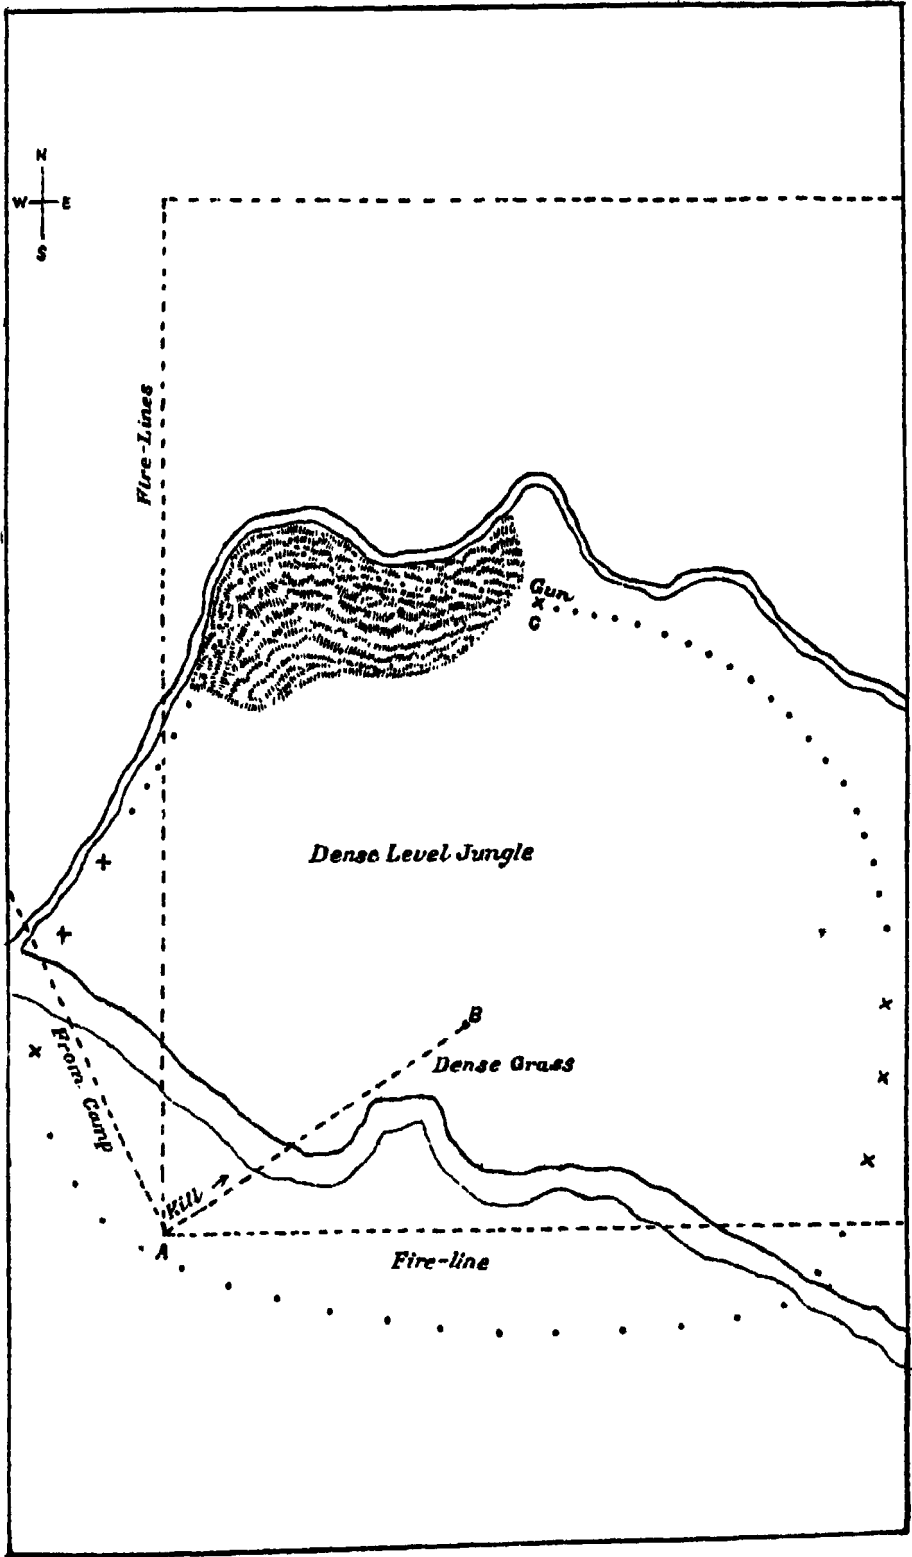 N
W E
S
Fire-Lines
Gun
C
Dense Level Jungle
B
Dense Grass
From Camp
Kill
A
Fire-line